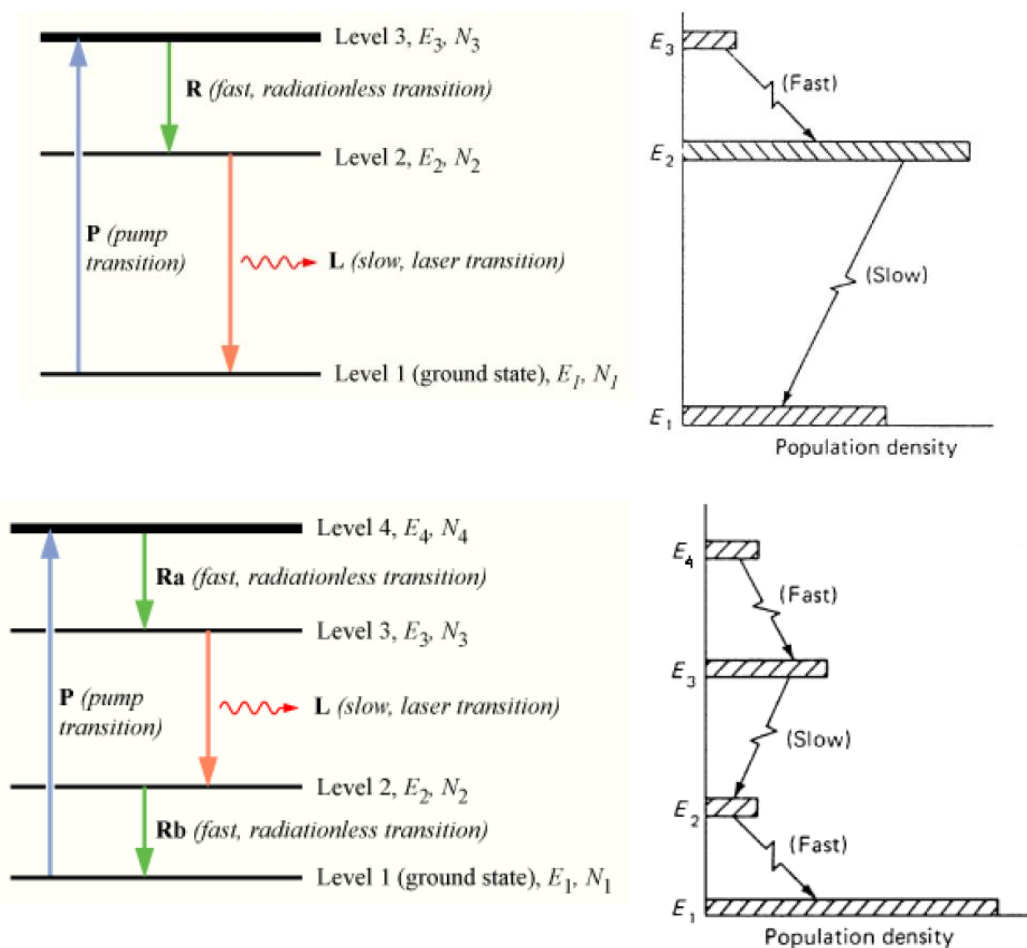 Level 3, E3, N3
R (fast, radiationless transition)
Level 2, E2, N2
P (pump
transition)
L (slow, laser transition)
Level 1 (ground state), E1, N1
E3
(Fast)
E2
(Slow)
E1
Population density
Level 4, E4, N4
Ra (fast, radiationless transition)
Level 3, E3, N3
P (pump
transition)
L (slow, laser transition)
Level 2, E2, N2
Rb (fast, radiationless transition)
Level 1 (ground state), E1, N1
E4
(Fast)
E3
(Slow)
E2
(Fast)
E1
Population density